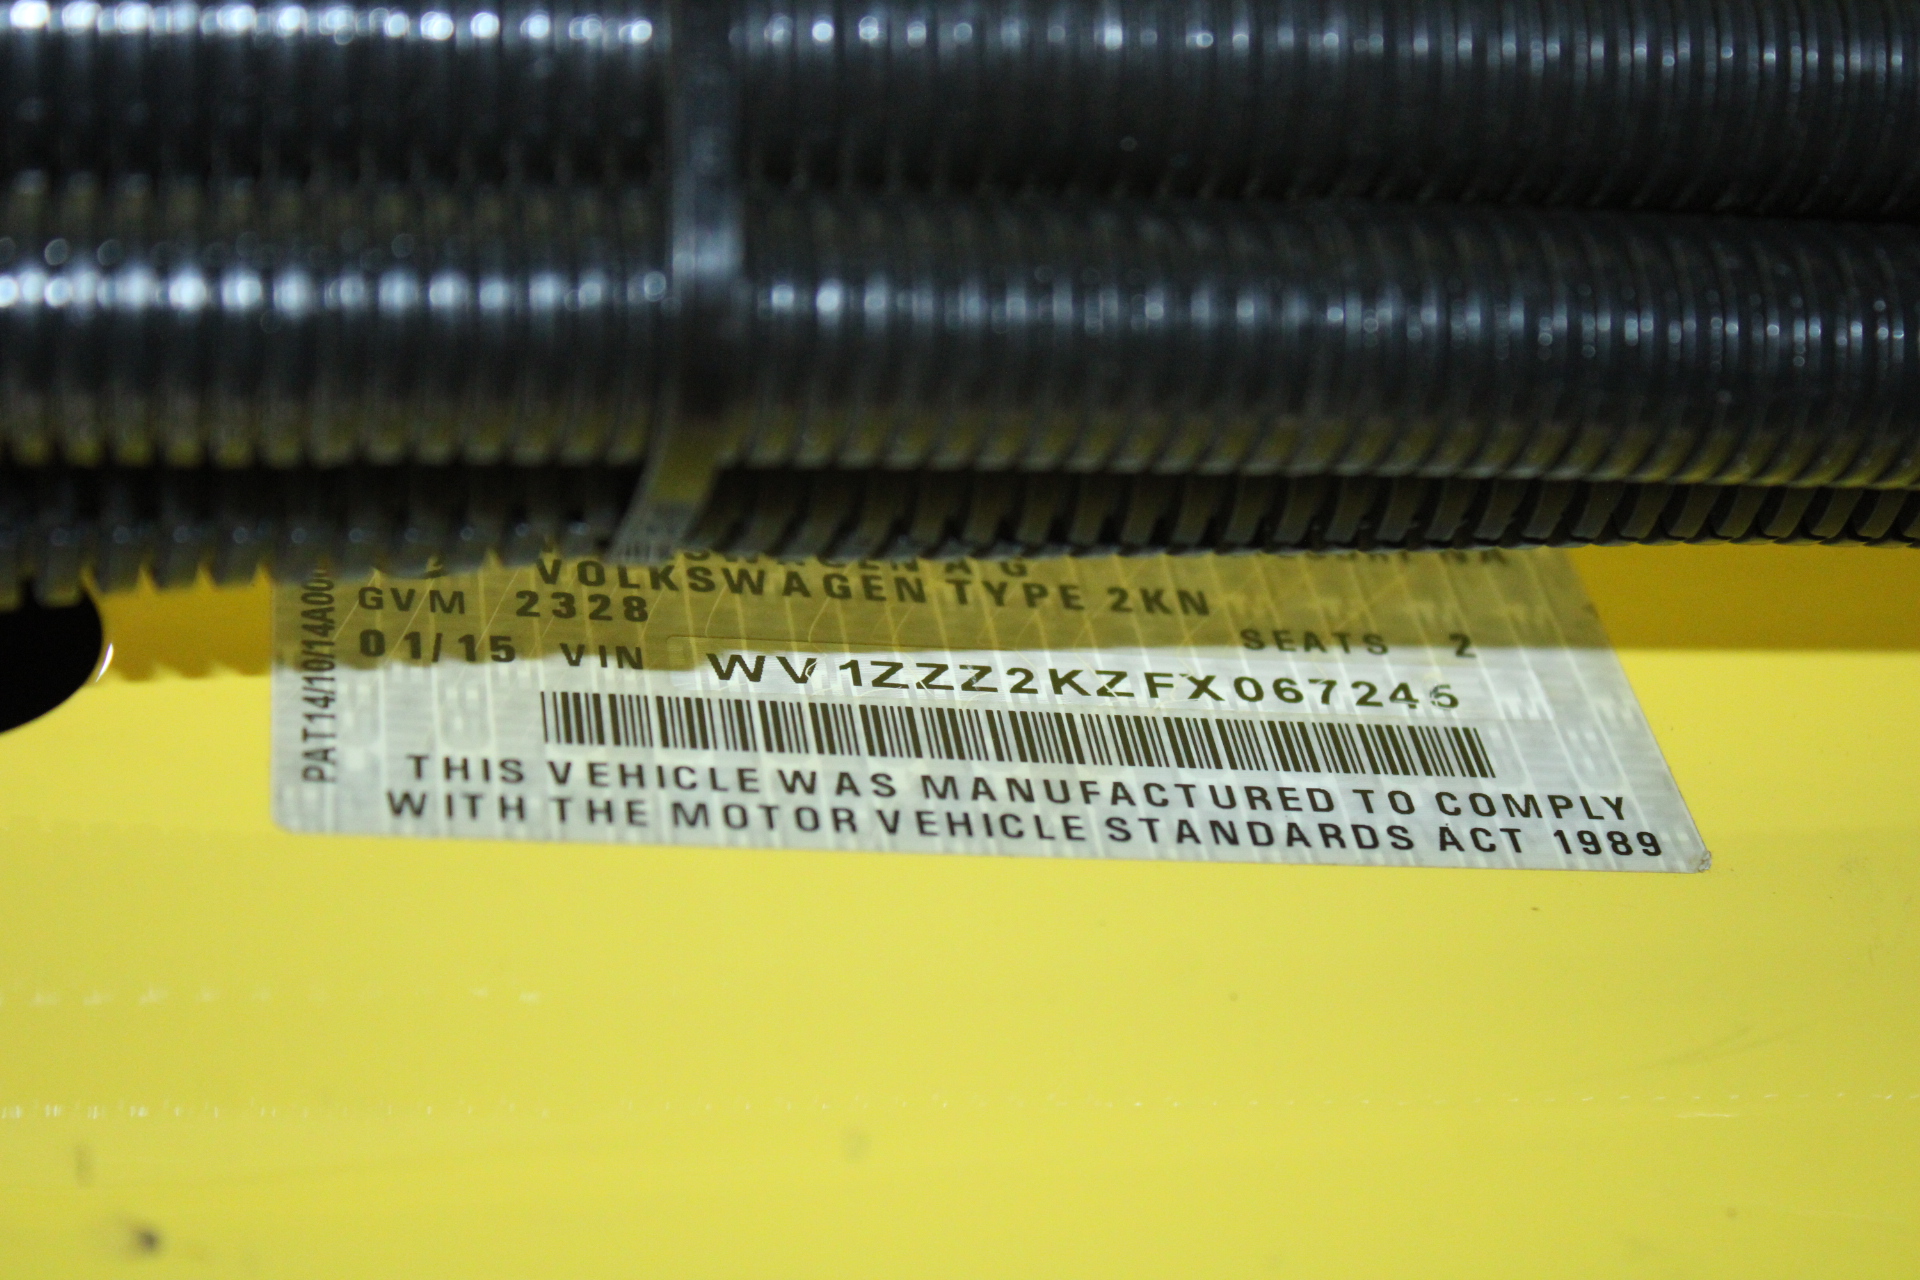 VOLKSWAGEN TYPE 2KN
GVM 2328
SEATS 2
01/15 VIN WV1ZZZ2KZFX067246
THIS VEHICLE WAS MANUFACTURED TO COMPLY
WITH THE MOTOR VEHICLE STANDARDS ACT 1989